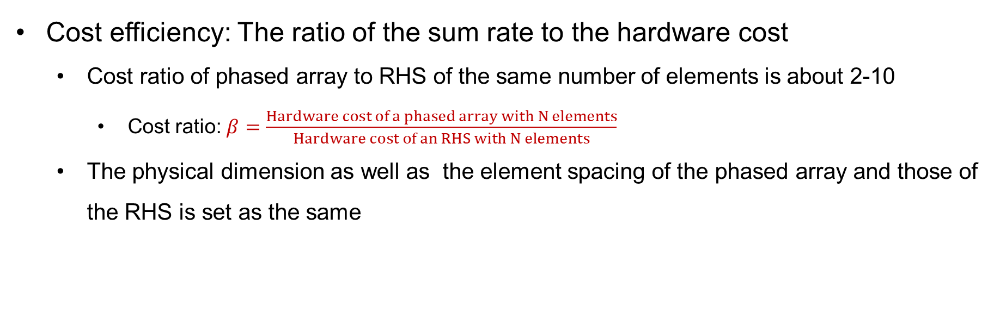 • Cost efficiency: The ratio of the sum rate to the hardware cost
• Cost ratio of phased array to RHS of the same number of elements is about 2-10
• Cost ratio: β = Hardware cost of a phased array with N elements
Hardware cost of an RHS with N elements
• The physical dimension as well as  the element spacing of the phased array and those of
the RHS is set as the same